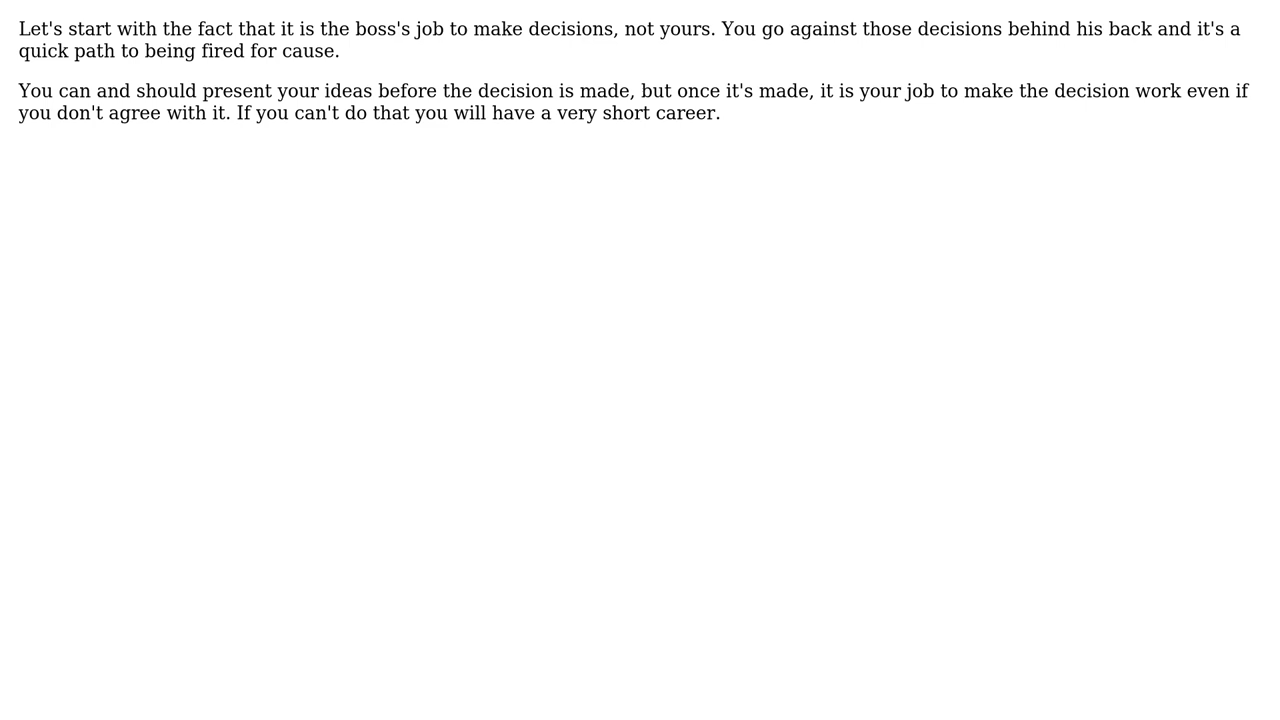 Let's start with the fact that it is the boss's job to make decisions, not yours. You go against those decisions behind his back and it's a
quick path to being fired for cause.
You can and should present your ideas before the decision is made, but once it's made, it is your job to make the decision work even if
you don't agree with it. If you can't do that you will have a very short career.